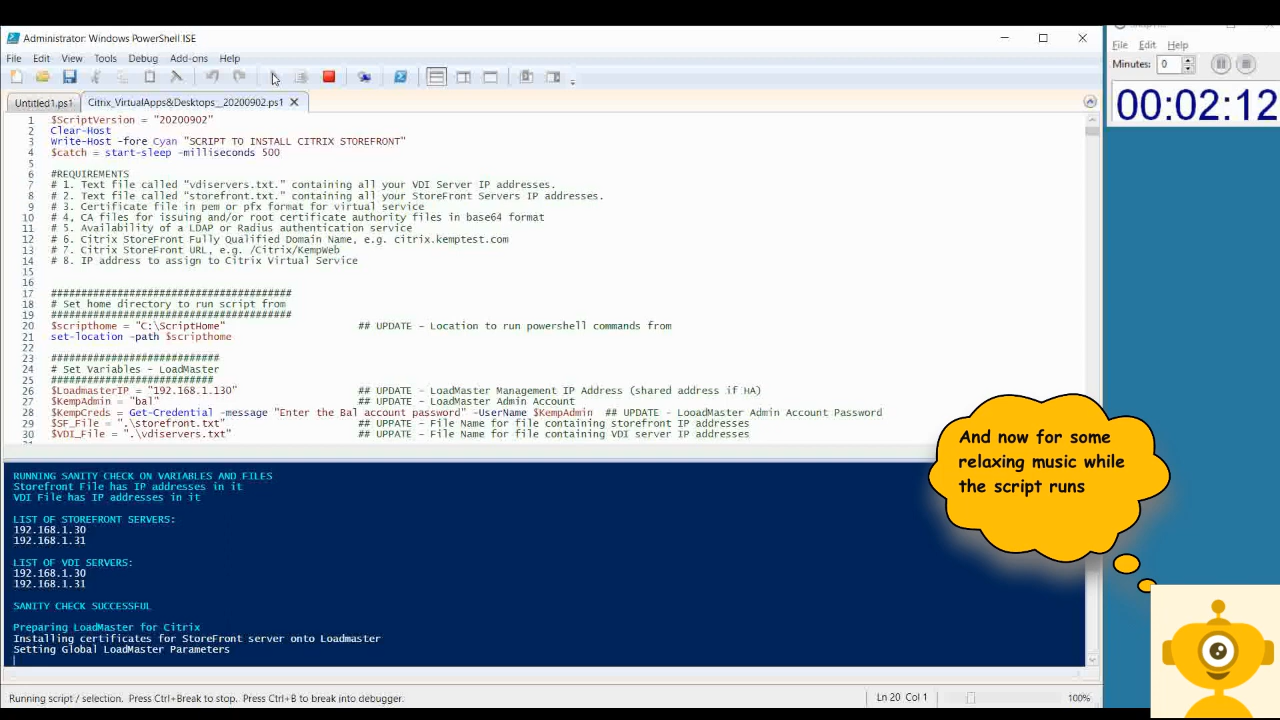 Administrator: Windows PowerShell ISE
File Edit View Tools Debug Add-ons Help
Untitled1.ps1 Citrix_VirtualApps&Desktops__20200902.ps1
1 $ScriptVersion = "20200902"
2 Clear-Host
3 Write-Host -fore Cyan "SCRIPT TO INSTALL CITRIX STOREFRONT"
4 $catch = start-sleep -milliseconds 500
5
6 #REQUIREMENTS
7 # 1. Text file called "vdiservers.txt." containing all your VDI Server IP addresses.
8 # 2. Text file called "storefront.txt." containing all your StoreFront Servers IP addresses.
9 # 3. Certificate file in pem or pfx format for virtual service
10 # 4. CA files for issuing and/or root certificate authority files in base64 format
11 # 5. Availability of a LDAP or Radius authentication service
12 # 6. Citrix StoreFront Fully Qualified Domain Name, e.g. citrix.kemptest.com
13 # 7. Citrix StoreFront URL, e.g. /Citrix/KempWeb
14 # 8. IP address to assign to Citrix Virtual Service
15
16
17 ########################################
18 # Set home directory to run script from
19 ########################################
20 $scripthome = "C:\ScriptHome" ## UPDATE - Location to run powershell commands from
21 set-location -path $scripthome
22
23 ############################
24 # Set Variables - LoadMaster
25 ###########################
26 $LoadmasterIP = "192.168.1.130" ## UPDATE - LoadMaster Management IP Address (shared address if HA)
27 $KempAdmin = "bal" ## UPDATE - LoadMaster Admin Account
28 $KempCreds = Get-Credential -message "Enter the Bal account password" -UserName $KempAdmin ## UPDATE - LooadMaster Admin Account Password
29 $SF_File = ".\storefront.txt" ## UPPATE - File Name for file containing storefront IP addresses
30 $VDI_File = ".\vdiservers.txt" ## UPPATE - File Name for file containing VDI server IP addresses
RUNNING SANITY CHECK ON VARIABLES AND FILES
Storefront File has IP addresses in it
VDI File has IP addresses in it
LIST OF STOREFRONT SERVERS:
192.168.1.30
192.168.1.31
LIST OF VDI SERVERS:
192.168.1.30
192.168.1.31
SANITY CHECK SUCCESSFUL
Preparing LoadMaster for Citrix
Installing certificates for StoreFront server onto Loadmaster
Setting Global LoadMaster Parameters
Running script / selection. Press Ctrl+Break to stop. Press Ctrl+B to break into debugger.
Ln 20 Col 1
100%
File Edit Help
Minutes: 0
00:02:12
And now for some
relaxing music while
the script runs